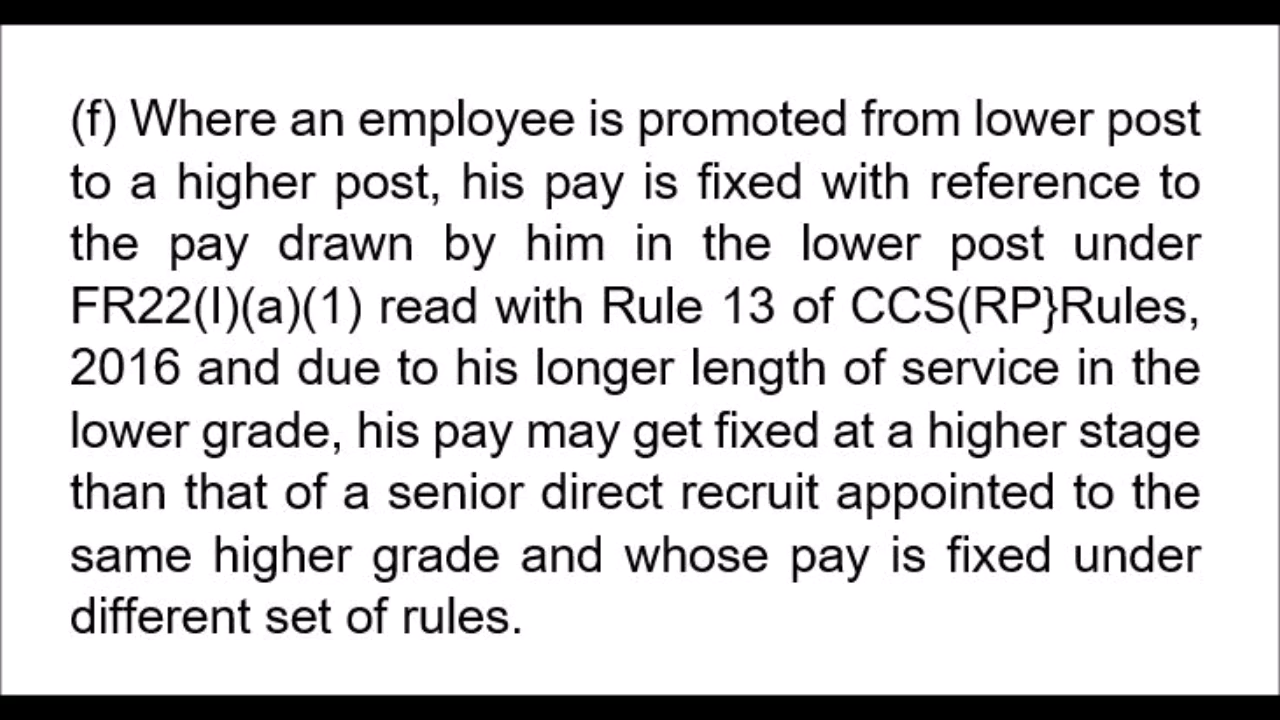 (f) Where an employee is promoted from lower post
to a higher post, his pay is fixed with reference to
the pay drawn by him in the lower post under
FR22(I)(a)(1) read with Rule 13 of CCS(RP}Rules,
2016 and due to his longer length of service in the
lower grade, his pay may get fixed at a higher stage
than that of a senior direct recruit appointed to the
same higher grade and whose pay is fixed under
different set of rules.